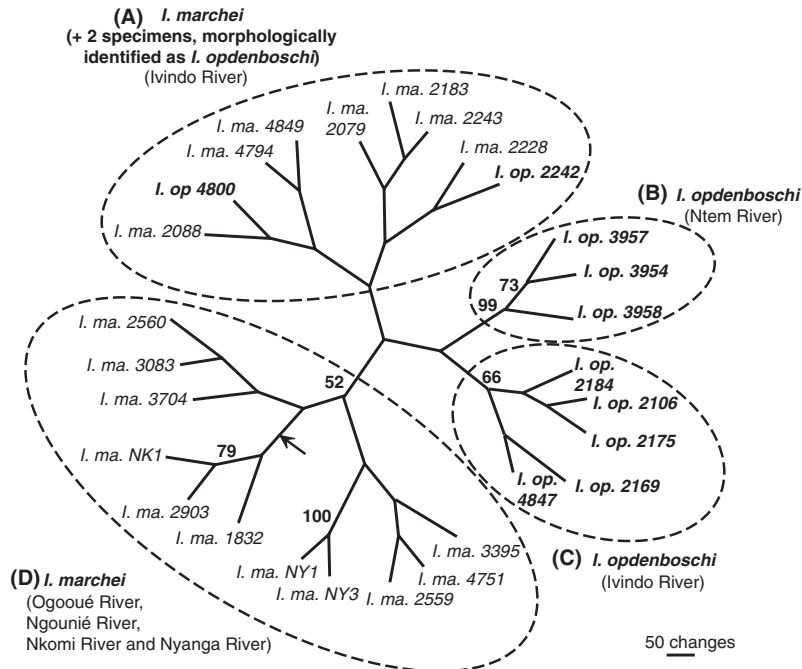 (A) I. marchei
(+ 2 specimens, morphologically
identified as I. opdenboschi)
(Ivindo River)
I. ma. 2183
I. ma.
2079
I. ma. 2243
I. ma. 4849
I. ma. 4794
I. ma. 2228
I. op 4800
I. op. 2242
I. ma. 2088
(B) I. opdenboschi
(Ntem River)
I. op. 3957
I. op. 3954
I. op. 3958
73
99
I. ma. 2560
I. ma. 3083
I. ma. 3704
52
66
I. op.
2184
I. op. 2106
I. op. 2175
I. op. 2169
I. op.
4847
I. ma. NK1
79
I. ma. 2903
I. ma. 1832
100
I. ma. NY1
I. ma. NY3
I. ma. 3395
I. ma. 4751
I. ma. 2559
(C) I. opdenboschi
(Ivindo River)
(D) I. marchei
(Ogooué River,
Ngounié River,
Nkomi River and Nyanga River)
50 changes